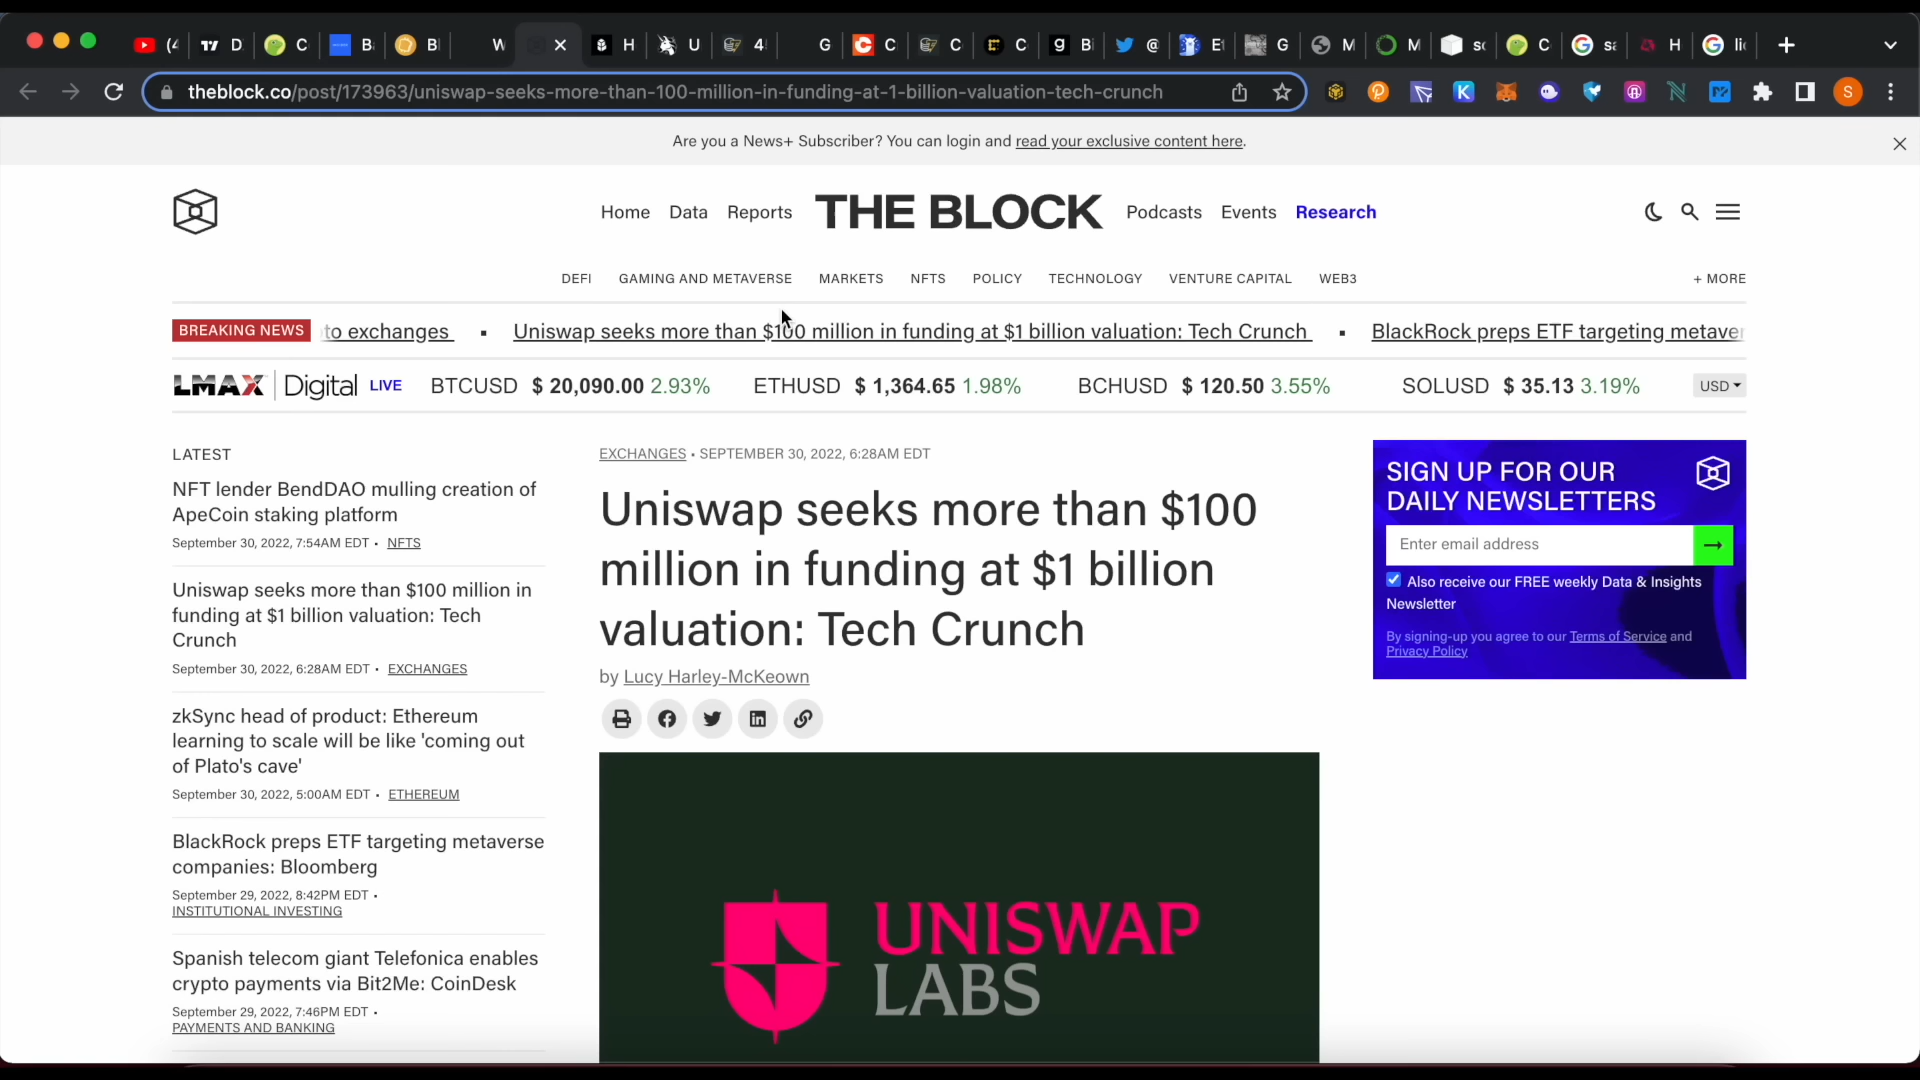 D
C
B
B
W
H
U
4
G
C
C
C
B
@
E
G
M
M
C
H
theblock.co/post/173963/uniswap-seeks-more-than-100-million-in-funding-at-1-billion-valuation-tech-crunch
S
Are you a News+ Subscriber? You can login and read your exclusive content here.
Home Data Reports THE BLOCK Podcasts Events Research
DEFI GAMING AND METAVERSE MARKETS NFTS POLICY TECHNOLOGY VENTURE CAPITAL WEB3 + MORE
BREAKING NEWS to exchanges ▪ Uniswap seeks more than $100 million in funding at $1 billion valuation: Tech Crunch ▪ BlackRock preps ETF targeting metaver
LMAX Digital LIVE BTCUSD $ 20,090.00 2.93% ETHUSD $ 1,364.65 1.98% BCHUSD $ 120.50 3.55% SOLUSD $ 35.13 3.19% USD
LATEST
NFT lender BendDAO mulling creation of
ApeCoin staking platform
September 30, 2022, 7:54AM EDT • NFTS
Uniswap seeks more than $100 million in
funding at $1 billion valuation: Tech
Crunch
September 30, 2022, 6:28AM EDT • EXCHANGES
zkSync head of product: Ethereum
learning to scale will be like 'coming out
of Plato's cave'
September 30, 2022, 5:00AM EDT • ETHEREUM
BlackRock preps ETF targeting metaverse
companies: Bloomberg
September 29, 2022, 8:42PM EDT •
INSTITUTIONAL INVESTING
Spanish telecom giant Telefonica enables
crypto payments via Bit2Me: CoinDesk
September 29, 2022, 7:46PM EDT •
PAYMENTS AND BANKING
EXCHANGES • SEPTEMBER 30, 2022, 6:28AM EDT
Uniswap seeks more than $100
million in funding at $1 billion
valuation: Tech Crunch
by Lucy Harley-McKeown
UNISWAP
LABS
SIGN UP FOR OUR
DAILY NEWSLETTERS
Enter email address
Also receive our FREE weekly Data & Insights
Newsletter
By signing-up you agree to our Terms of Service and
Privacy Policy